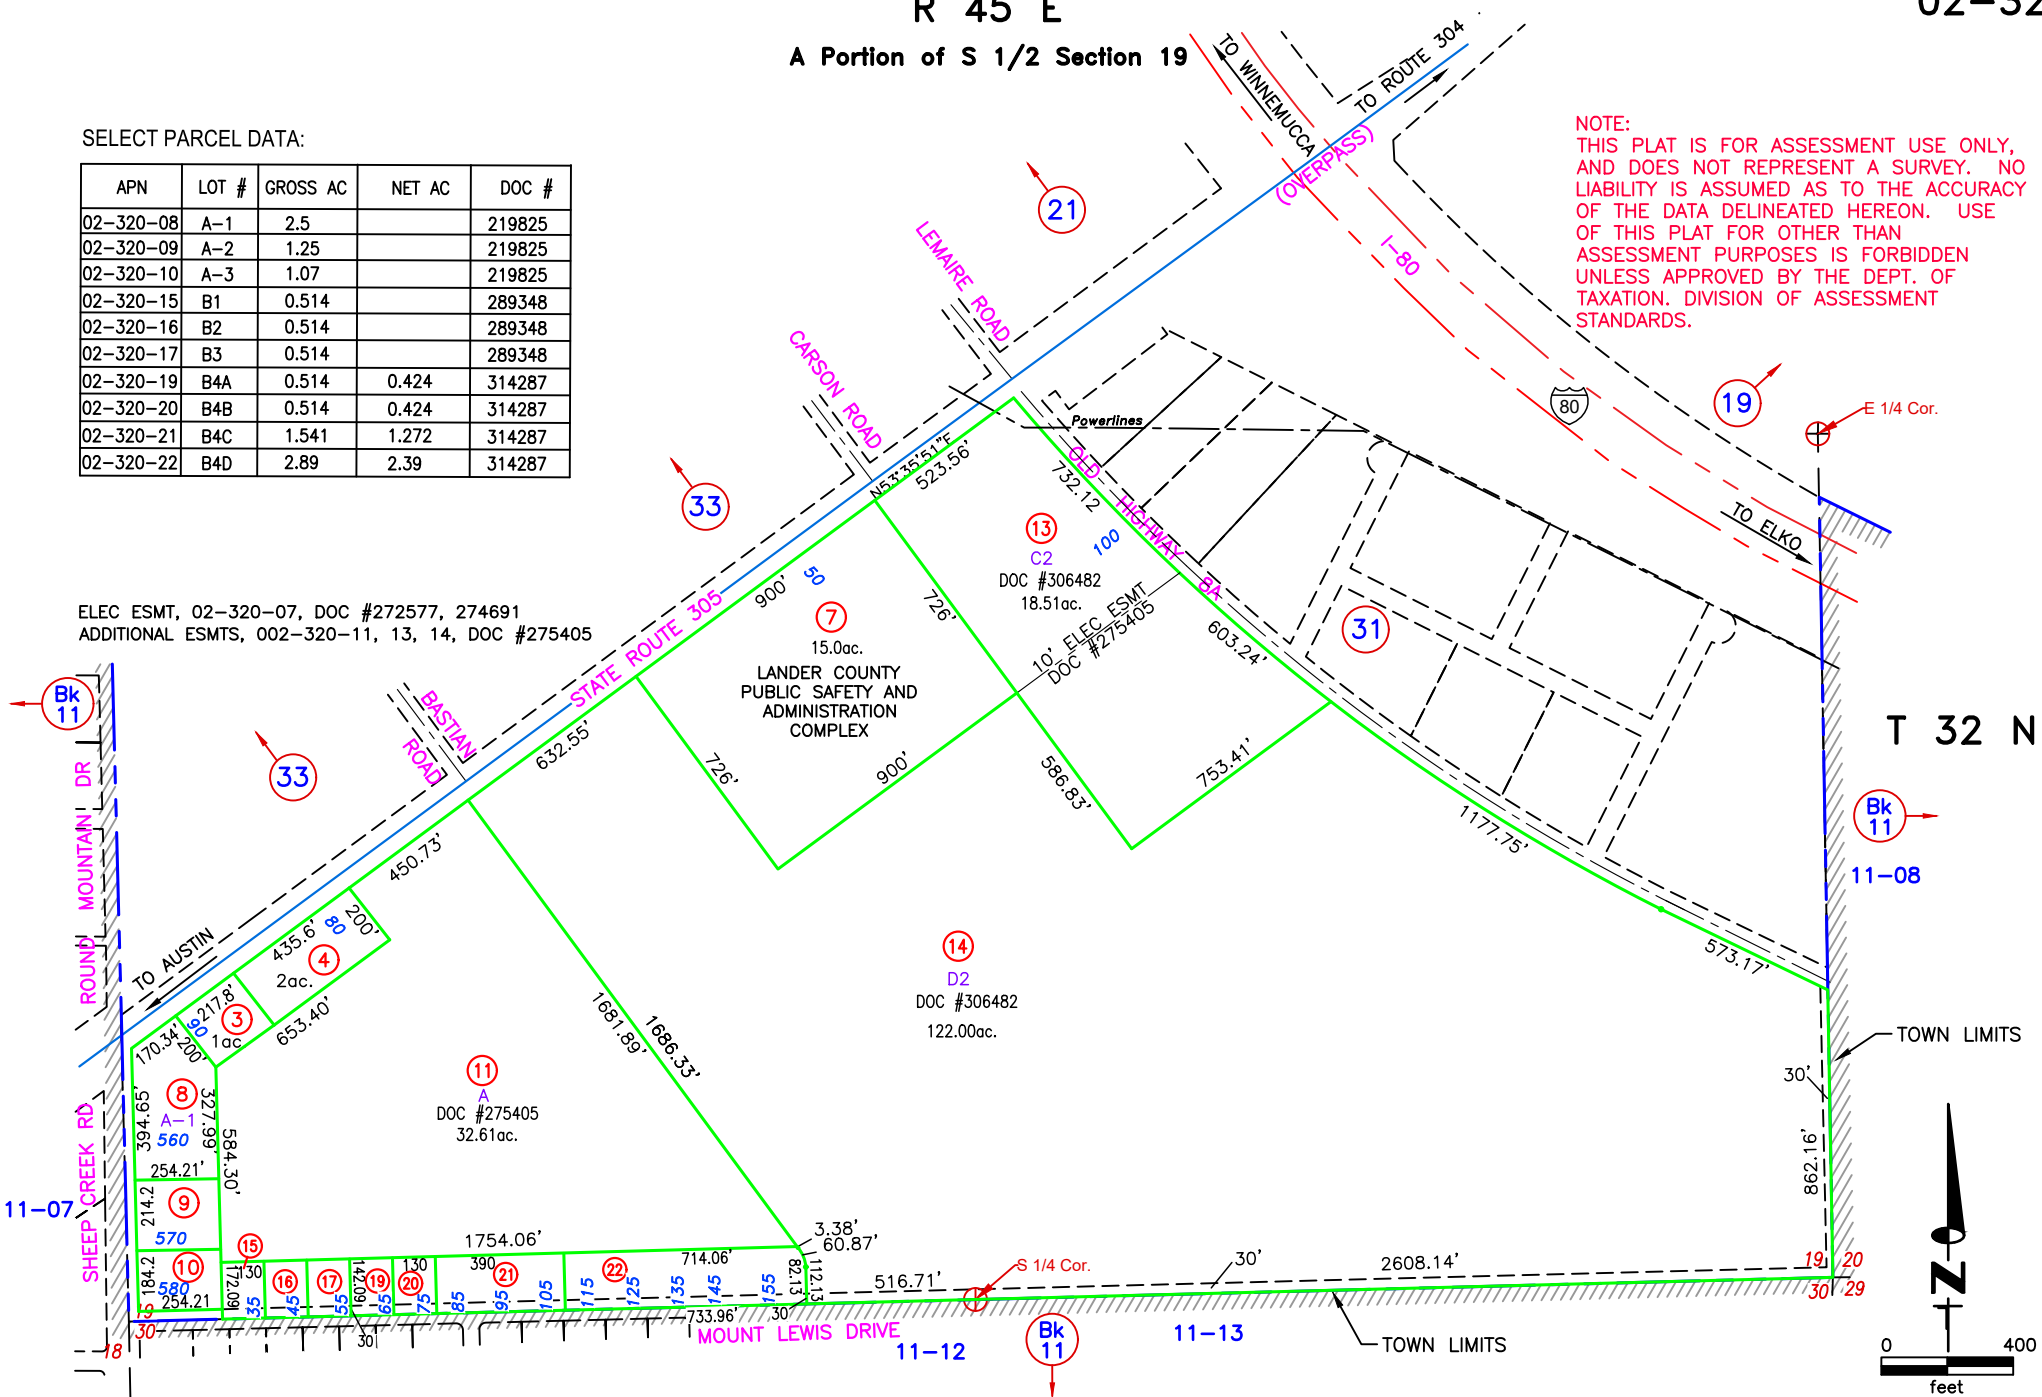 R 45 E
02-32
A Portion of S 1/2 Section 19
SELECT PARCEL DATA:
APN LOT # GROSS AC NET AC DOC #
02-320-08 A-1 2.5 219825
02-320-09 A-2 1.25 219825
02-320-10 A-3 1.07 219825
02-320-15 B1 0.514 289348
02-320-16 B2 0.514 289348
02-320-17 B3 0.514 289348
02-320-19 B4A 0.514 0.424 314287
02-320-20 B4B 0.514 0.424 314287
02-320-21 B4C 1.541 1.272 314287
02-320-22 B4D 2.89 2.39 314287
NOTE:
THIS PLAT IS FOR ASSESSMENT USE ONLY,
AND DOES NOT REPRESENT A SURVEY. NO
LIABILITY IS ASSUMED AS TO THE ACCURACY
OF THE DATA DELINEATED HEREON. USE
OF THIS PLAT FOR OTHER THAN
ASSESSMENT PURPOSES IS FORBIDDEN
UNLESS APPROVED BY THE DEPT. OF
TAXATION. DIVISION OF ASSESSMENT
STANDARDS.
TO WINNEMUCCA
TO ROUTE 304
(OVERPASS)
I-80
80
21
19
E 1/4 Cor.
TO ELKO
LEMAIRE ROAD
CARSON ROAD
33
N53°35'51"E
523.56'
Powerlines
OLD HIGHWAY 8A
732.12
100
13
C2
DOC #306482
18.51ac.
10' ELEC ESMT
DOC #275405
603.24'
31
ELEC ESMT, 02-320-07, DOC #272577, 274691
ADDITIONAL ESMTS, 002-320-11, 13, 14, DOC #275405
STATE ROUTE 305
900'
50
7
15.0ac.
LANDER COUNTY
PUBLIC SAFETY AND
ADMINISTRATION
COMPLEX
726'
726'
900'
586.83'
753.41'
1177.75'
573.17'
T 32 N
Bk
11
11-08
Bk
11
33
BASTIAN
ROAD
632.55'
450.73'
ROUND MOUNTAIN DR
TO AUSTIN
435.6'
80
200'
4
2ac.
217.8'
90
3
1ac
653.40'
170.34'
200'
14
D2
DOC #306482
122.00ac.
1681.89'
1686.33'
11
A
DOC #275405
32.61ac.
8
A-1
560
394.65'
327.99'
584.30'
254.21'
214.2
9
570
10
580
184.2
254.21
SHEEP CREEK RD
11-07
TOWN LIMITS
30'
862.16'
1754.06'
714.06'
3.38'
60.87'
82.13
112.13
15
130
172.09
35
16
45
17
55
142.09
19
65
130
20
75
390
21
85
95
105
22
115
125
135
145
155
30
30
733.96'
516.71'
S 1/4 Cor.
30'
2608.14'
19 20
30 29
30
18
MOUNT LEWIS DRIVE
11-12
Bk
11
11-13
TOWN LIMITS
N
0 400
feet